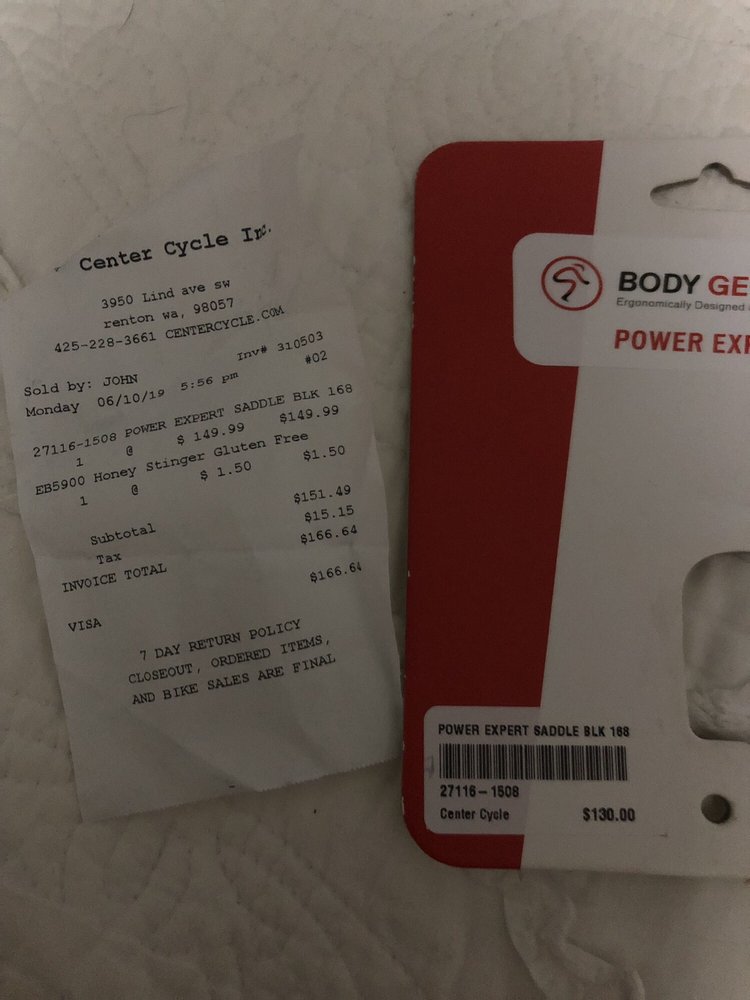 Center Cycle Inc.
3950 Lind ave sw
renton wa, 98057
425-228-3661 CENTERCYCLE.COM
Inv# 310503
Sold by: JOHN #02
Monday 06/10/19 5:56 pm
27116-1508 POWER EXPERT SADDLE BLK 168
1 @ $ 149.99 $149.99
EB5900 Honey Stinger Gluten Free
1 @ $ 1.50 $1.50
$151.49
Subtotal $15.15
Tax $166.64
INVOICE TOTAL
$166.64
VISA
7 DAY RETURN POLICY
CLOSEOUT, ORDERED ITEMS,
AND BIKE SALES ARE FINAL
BODY GE
Ergonomically Designed
POWER EXP
POWER EXPERT SADDLE BLK 168
27116-1508
Center Cycle $130.00